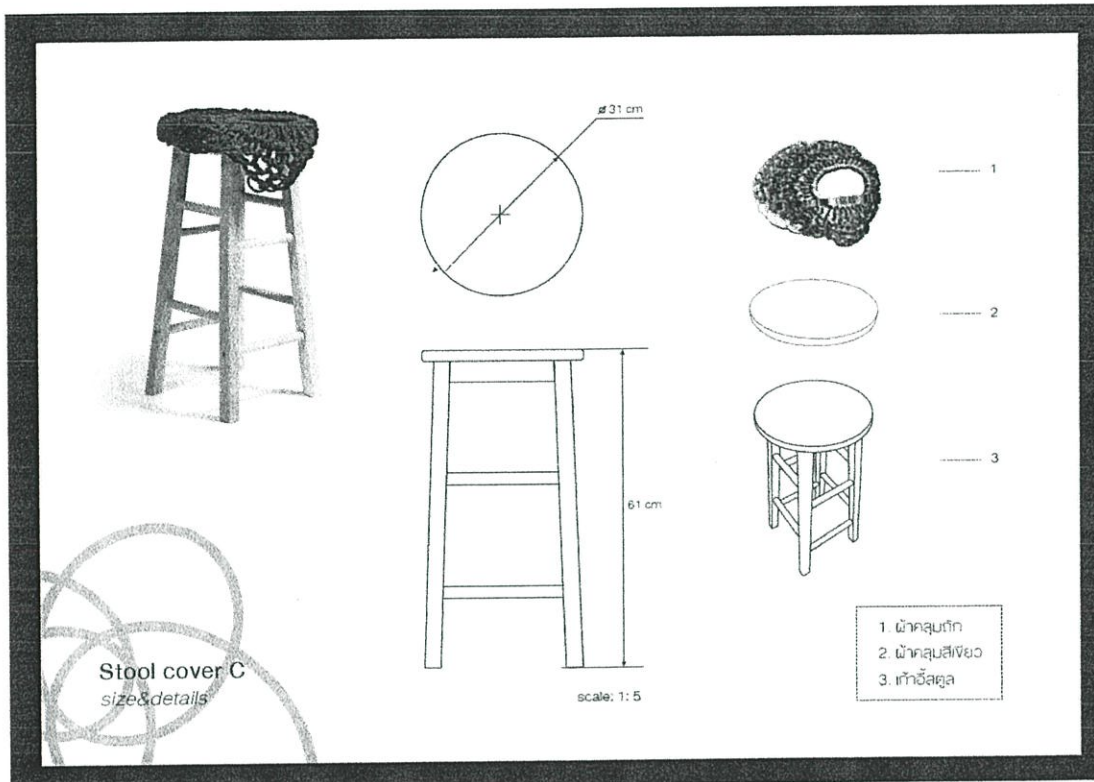 ø 31 cm
1
2
3
61 cm
scale: 1: 5
Stool cover C
size&details
1. ผ้าคลุมถัก
2. ผ้าคลุมสีเขียว
3. เก้าอี้สตูล